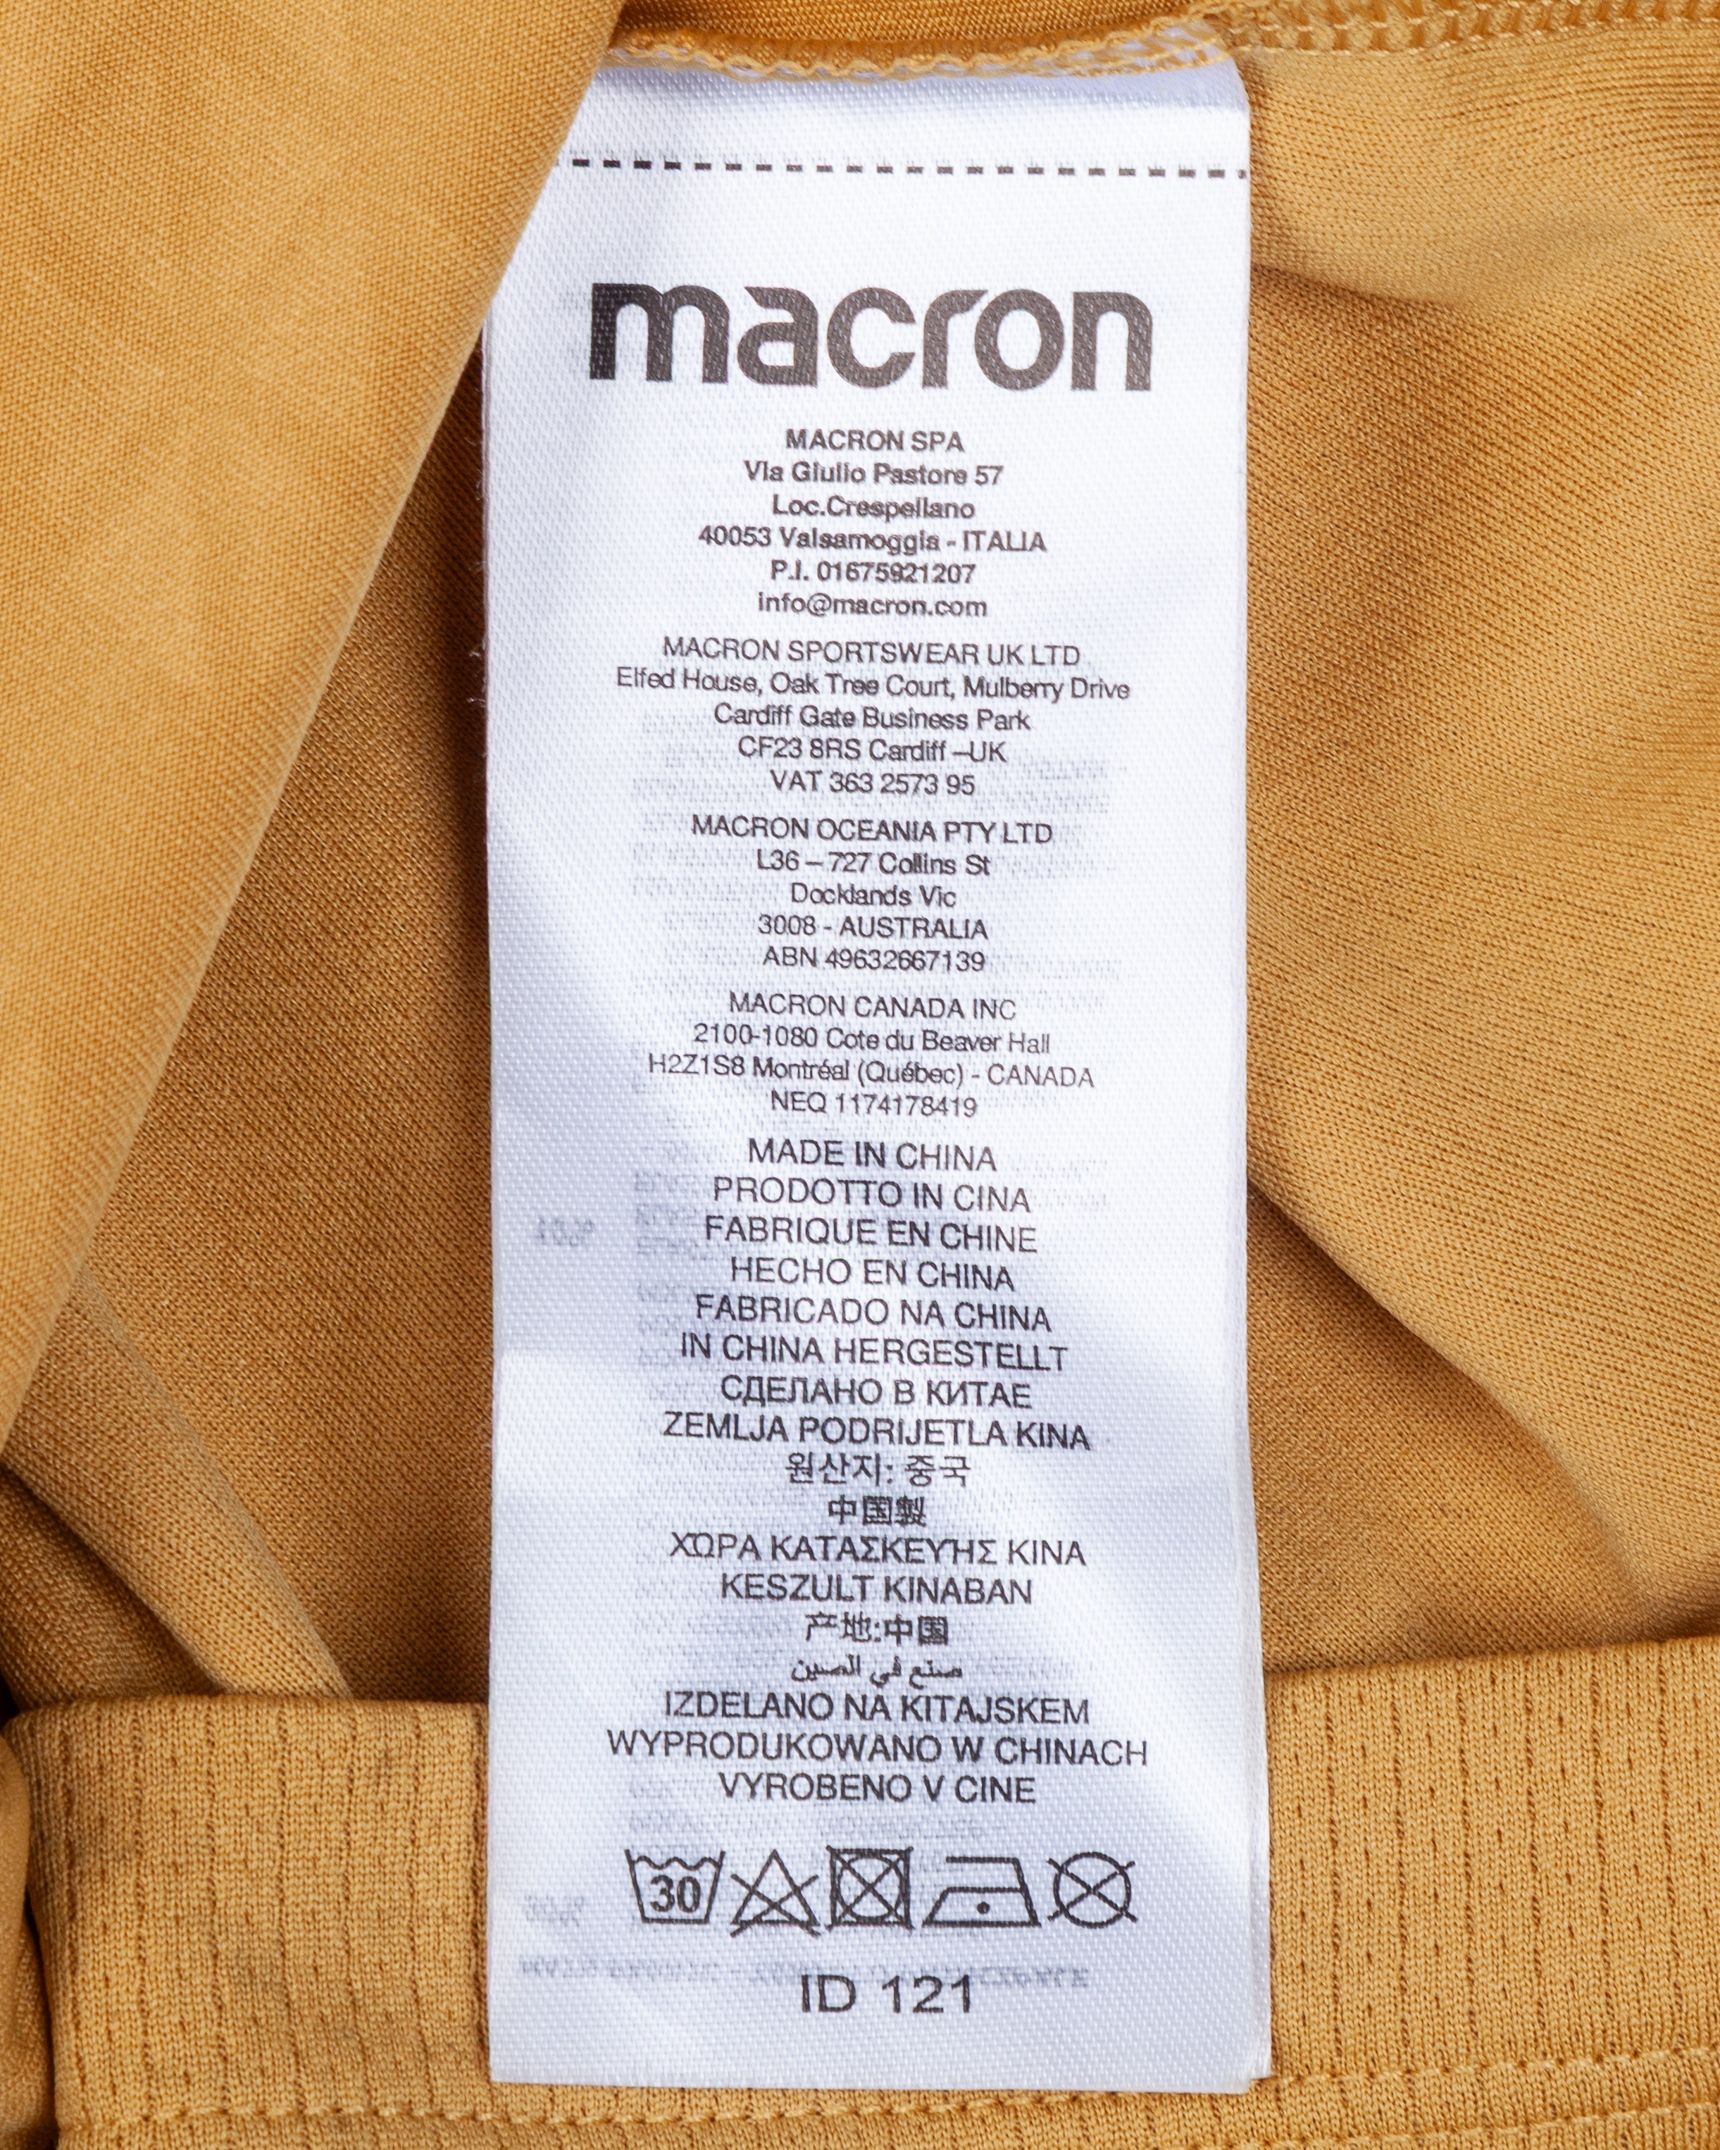 macron
MACRON SPA
Via Giulio Pastore 57
Loc.Crespellano
40053 Valsamoggia - ITALIA
P.I. 01675921207
info@macron.com
MACRON SPORTSWEAR UK LTD
Elfed House, Oak Tree Court, Mulberry Drive
Cardiff Gate Business Park
CF23 8RS Cardiff –UK
VAT 363 2573 95
MACRON OCEANIA PTY LTD
L36 – 727 Collins St
Docklands Vic
3008 - AUSTRALIA
ABN 49632667139
MACRON CANADA INC
2100-1080 Cote du Beaver Hall
H2Z1S8 Montréal (Québec) - CANADA
NEQ 1174178419
MADE IN CHINA
PRODOTTO IN CINA
FABRIQUE EN CHINE
HECHO EN CHINA
FABRICADO NA CHINA
IN CHINA HERGESTELLT
СДЕЛАНО В КИТАЕ
ZEMLJA PODRIJETLA KINA
원산지: 중국
中国製
ΧΩΡΑ ΚΑΤΑΣΚΕΥΉΣ ΚΙΝΑ
KESZULT KINABAN
产地:中国
صنع في الصين
IZDELANO NA KITAJSKEM
WYPRODUKOWANO W CHINACH
VYROBENO V CINE
30
ID 121